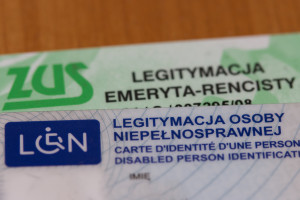 ZUS
LEGITYMACJA
EMERYTA-RENCISTY
LEGITYMACJA OSOBY
NIEPEŁNOSPRAWNEJ
CARTE D'IDENTITÉ D'UNE PERSON
DISABLED PERSON IDENTIFICAT
IMIĘ